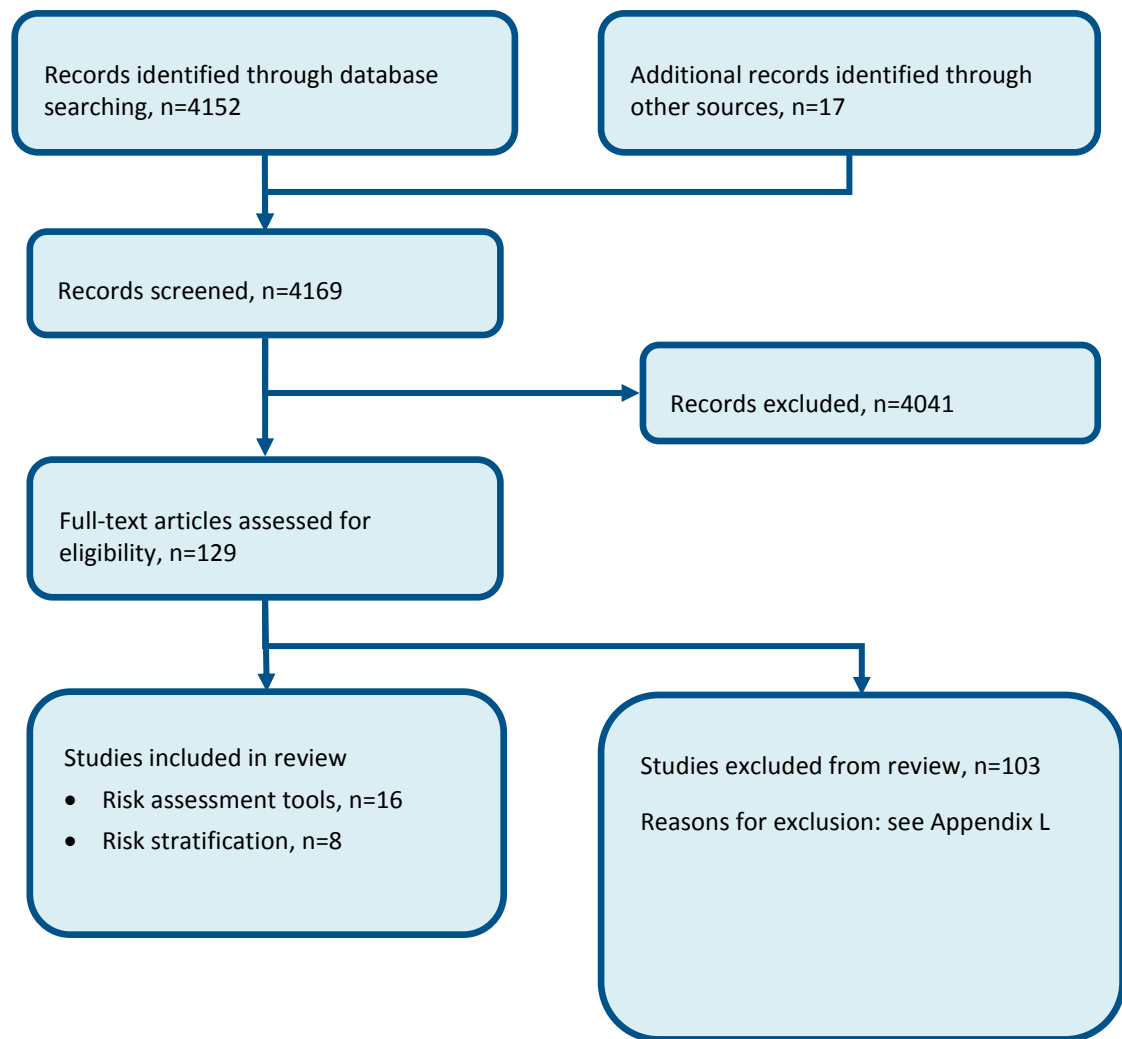 Records identified through database
searching, n=4152
Additional records identified through
other sources, n=17
Records screened, n=4169
Records excluded, n=4041
Full-text articles assessed for
eligibility, n=129
Studies included in review
• Risk assessment tools, n=16
• Risk stratification, n=8
Studies excluded from review, n=103
Reasons for exclusion: see Appendix L